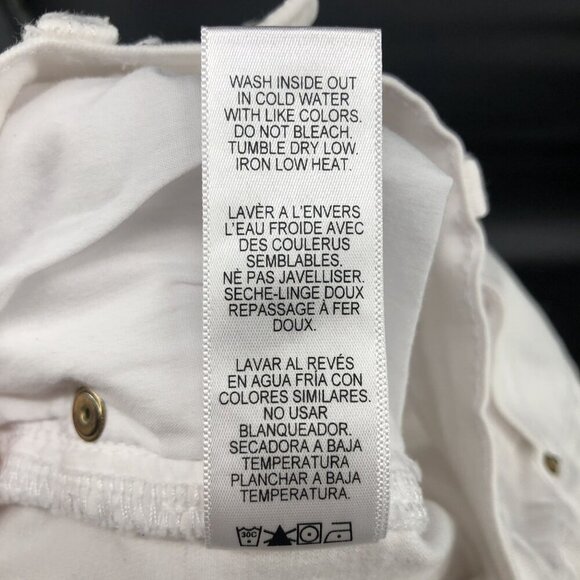 WASH INSIDE OUT
IN COLD WATER
WITH LIKE COLORS.
DO NOT BLEACH.
TUMBLE DRY LOW.
IRON LOW HEAT.
LAVÈR A L'ENVERS
L'EAU FROIDE AVEC
DES COULERUS
SEMBLABLES.
NÈ PAS JAVELLISER.
SECHE-LINGE DOUX
REPASSAGE À FER
DOUX.
LAVAR AL REVÉS
EN AGUA FRÍA CON
COLORES SIMILARES.
NO USAR
BLANQUEADOR.
SECADORA A BAJA
TEMPERATURA
PLANCHAR A BAJA
TEMPERATURA.
30C